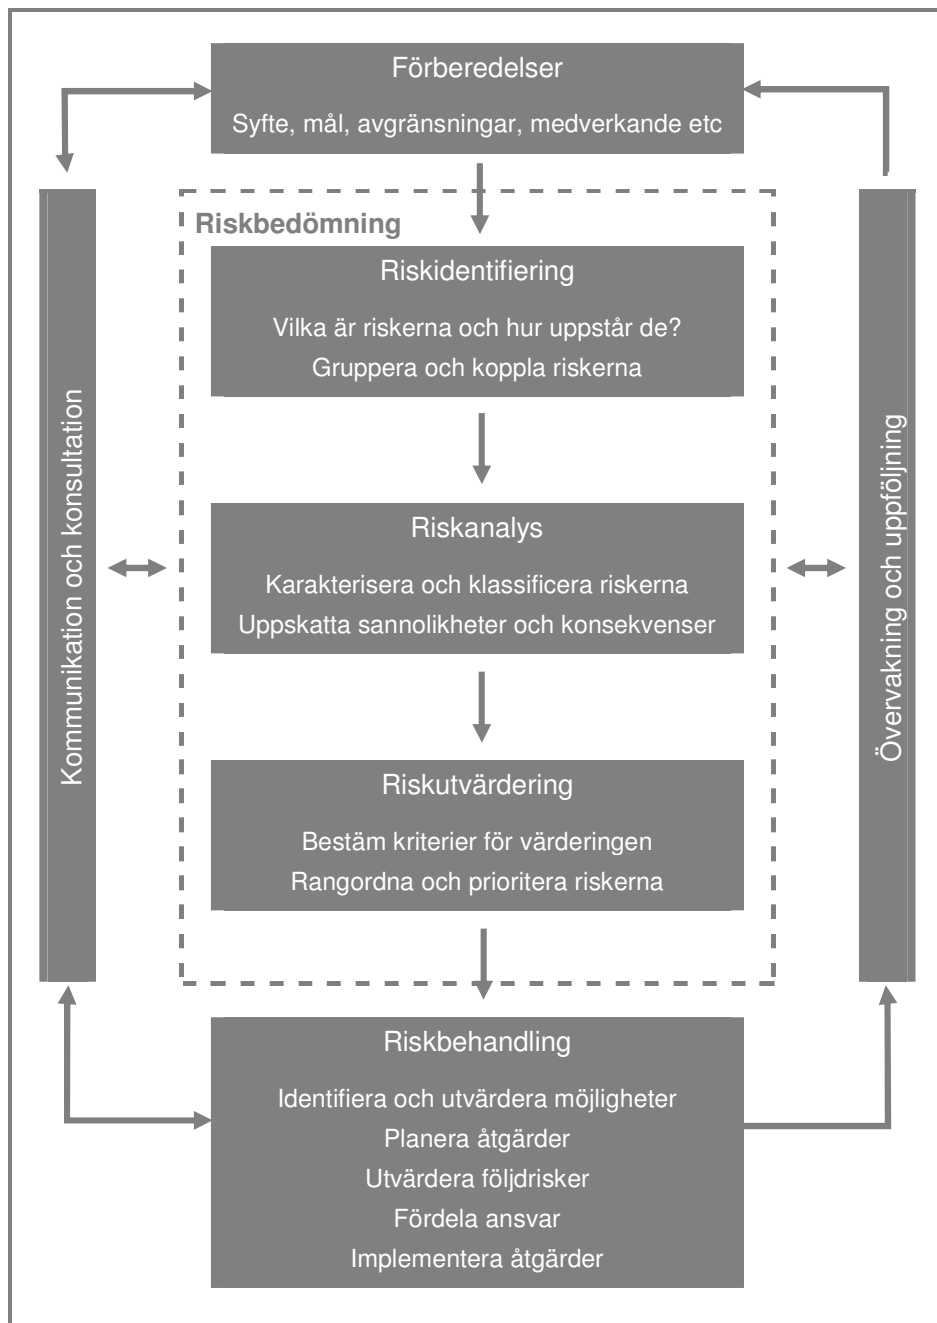 Förberedelser
Syfte, mål, avgränsningar, medverkande etc
Riskbedömning
Riskidentifiering
Vilka är riskerna och hur uppstår de?
Gruppera och koppla riskerna
Kommunikation och konsultation
Riskanalys
Karakterisera och klassificera riskerna
Uppskatta sannolikheter och konsekvenser
Övervakning och uppföljning
Riskutvärdering
Bestäm kriterier för värderingen
Rangordna och prioritera riskerna
Riskbehandling
Identifiera och utvärdera möjligheter
Planera åtgärder
Utvärdera följdrisker
Fördela ansvar
Implementera åtgärder